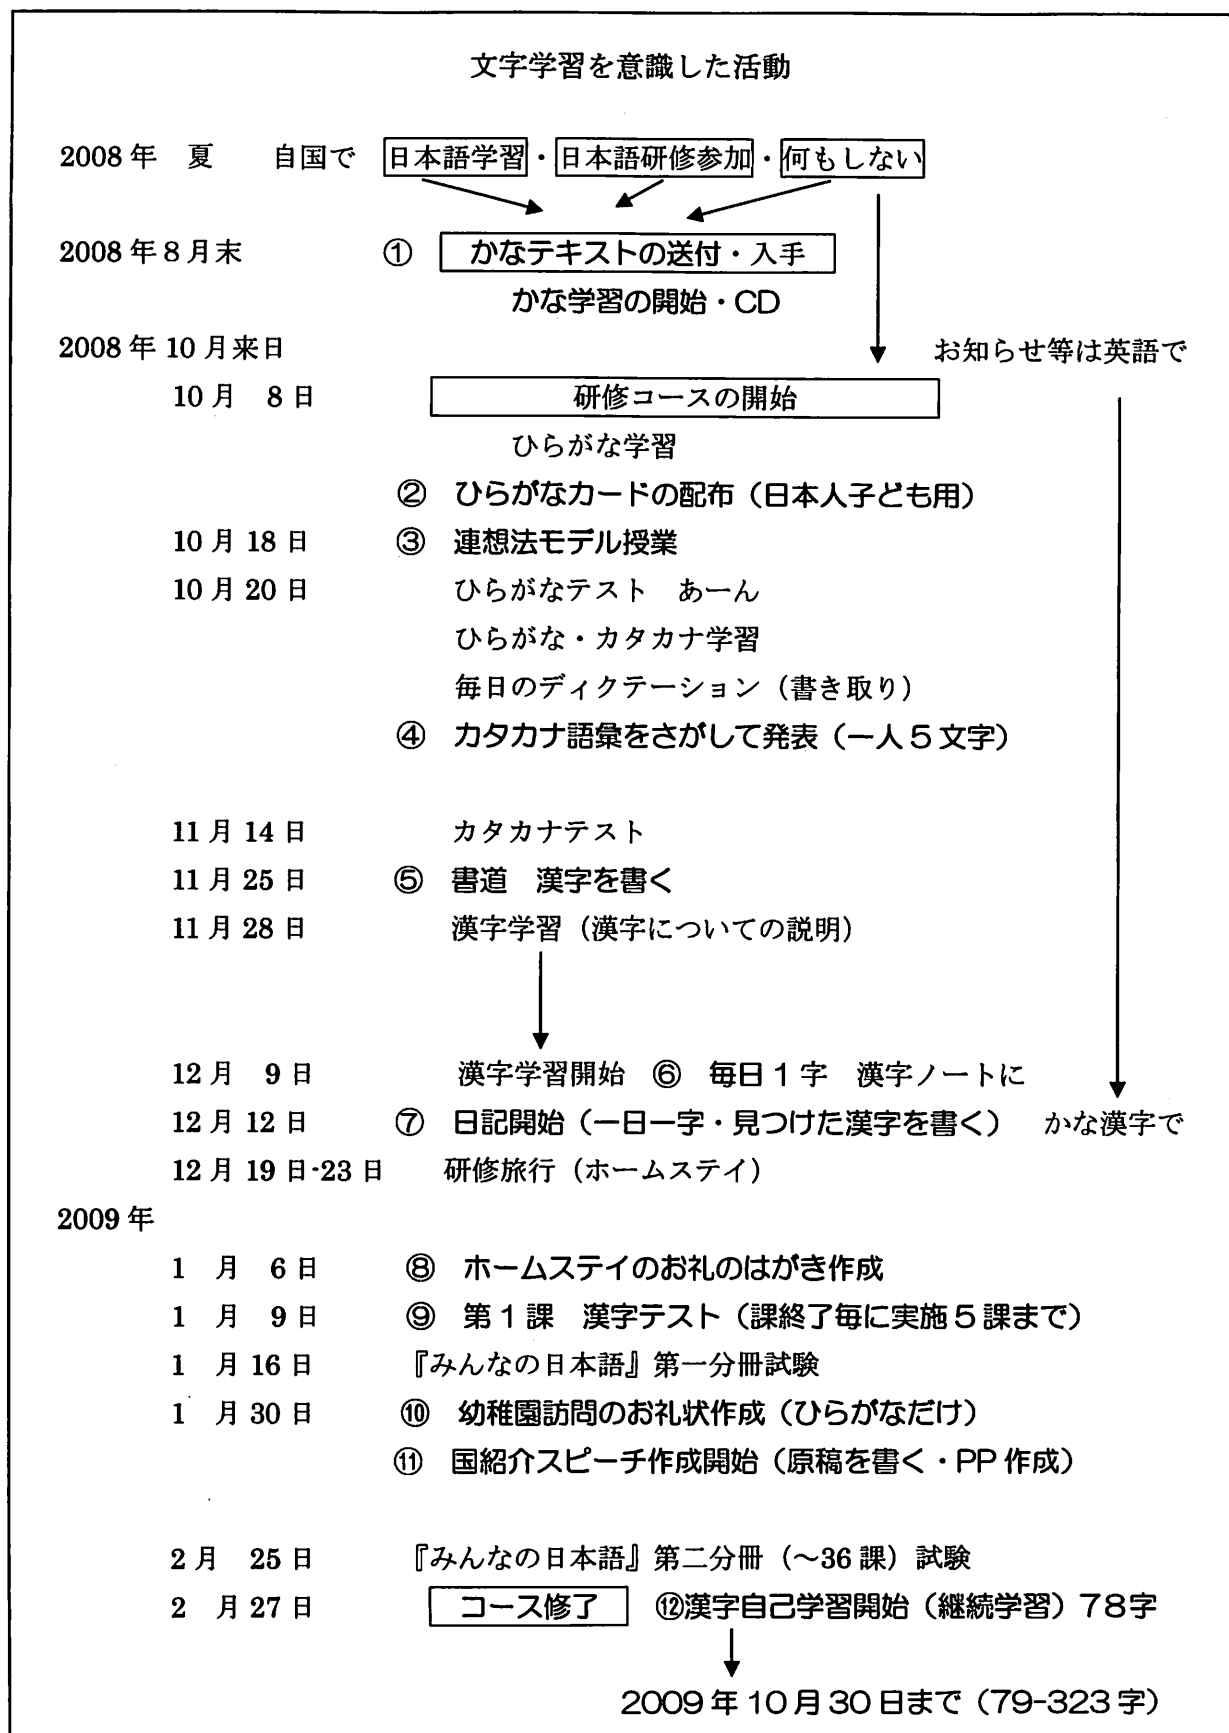 文字学習を意識した活動
2008年 夏 自国で 日本語学習・日本語研修参加・何もしない
2008年8月末 ① かなテキストの送付・入手
かな学習の開始・CD
2008年10月来日 お知らせ等は英語で
10月 8日 研修コースの開始
ひらがな学習
② ひらがなカードの配布（日本人子ども用）
10月18日 ③ 連想法モデル授業
10月20日 ひらがなテスト あーん
ひらがな・カタカナ学習
毎日のディクテーション（書き取り）
④ カタカナ語彙をさがして発表（一人5文字）
11月14日 カタカナテスト
11月25日 ⑤ 書道 漢字を書く
11月28日 漢字学習（漢字についての説明）
12月 9日 漢字学習開始 ⑥ 毎日1字 漢字ノートに
12月12日 ⑦ 日記開始（一日一字・見つけた漢字を書く） かな漢字で
12月19日-23日 研修旅行（ホームステイ）
2009年
1 月 6日 ⑧ ホームステイのお礼のはがき作成
1 月 9日 ⑨ 第1課 漢字テスト（課終了毎に実施5課まで）
1 月16日 『みんなの日本語』第一分冊試験
1 月30日 ⑩ 幼稚園訪問のお礼状作成（ひらがなだけ）
⑪ 国紹介スピーチ作成開始（原稿を書く・PP作成）
2月 25日 『みんなの日本語』第二分冊（～36課）試験
2 月27日 コース修了 ⑫漢字自己学習開始（継続学習）78字
2009年10月30日まで（79-323字）